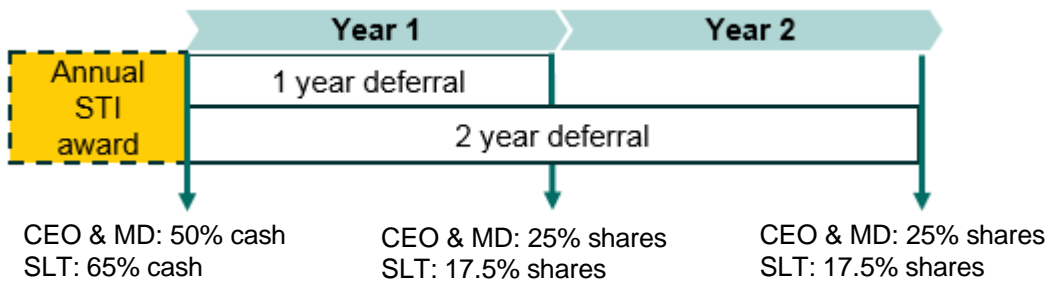 Year 1
Year 2
Annual
STI
award
1 year deferral
2 year deferral
CEO & MD: 50% cash
SLT: 65% cash
CEO & MD: 25% shares
SLT: 17.5% shares
CEO & MD: 25% shares
SLT: 17.5% shares